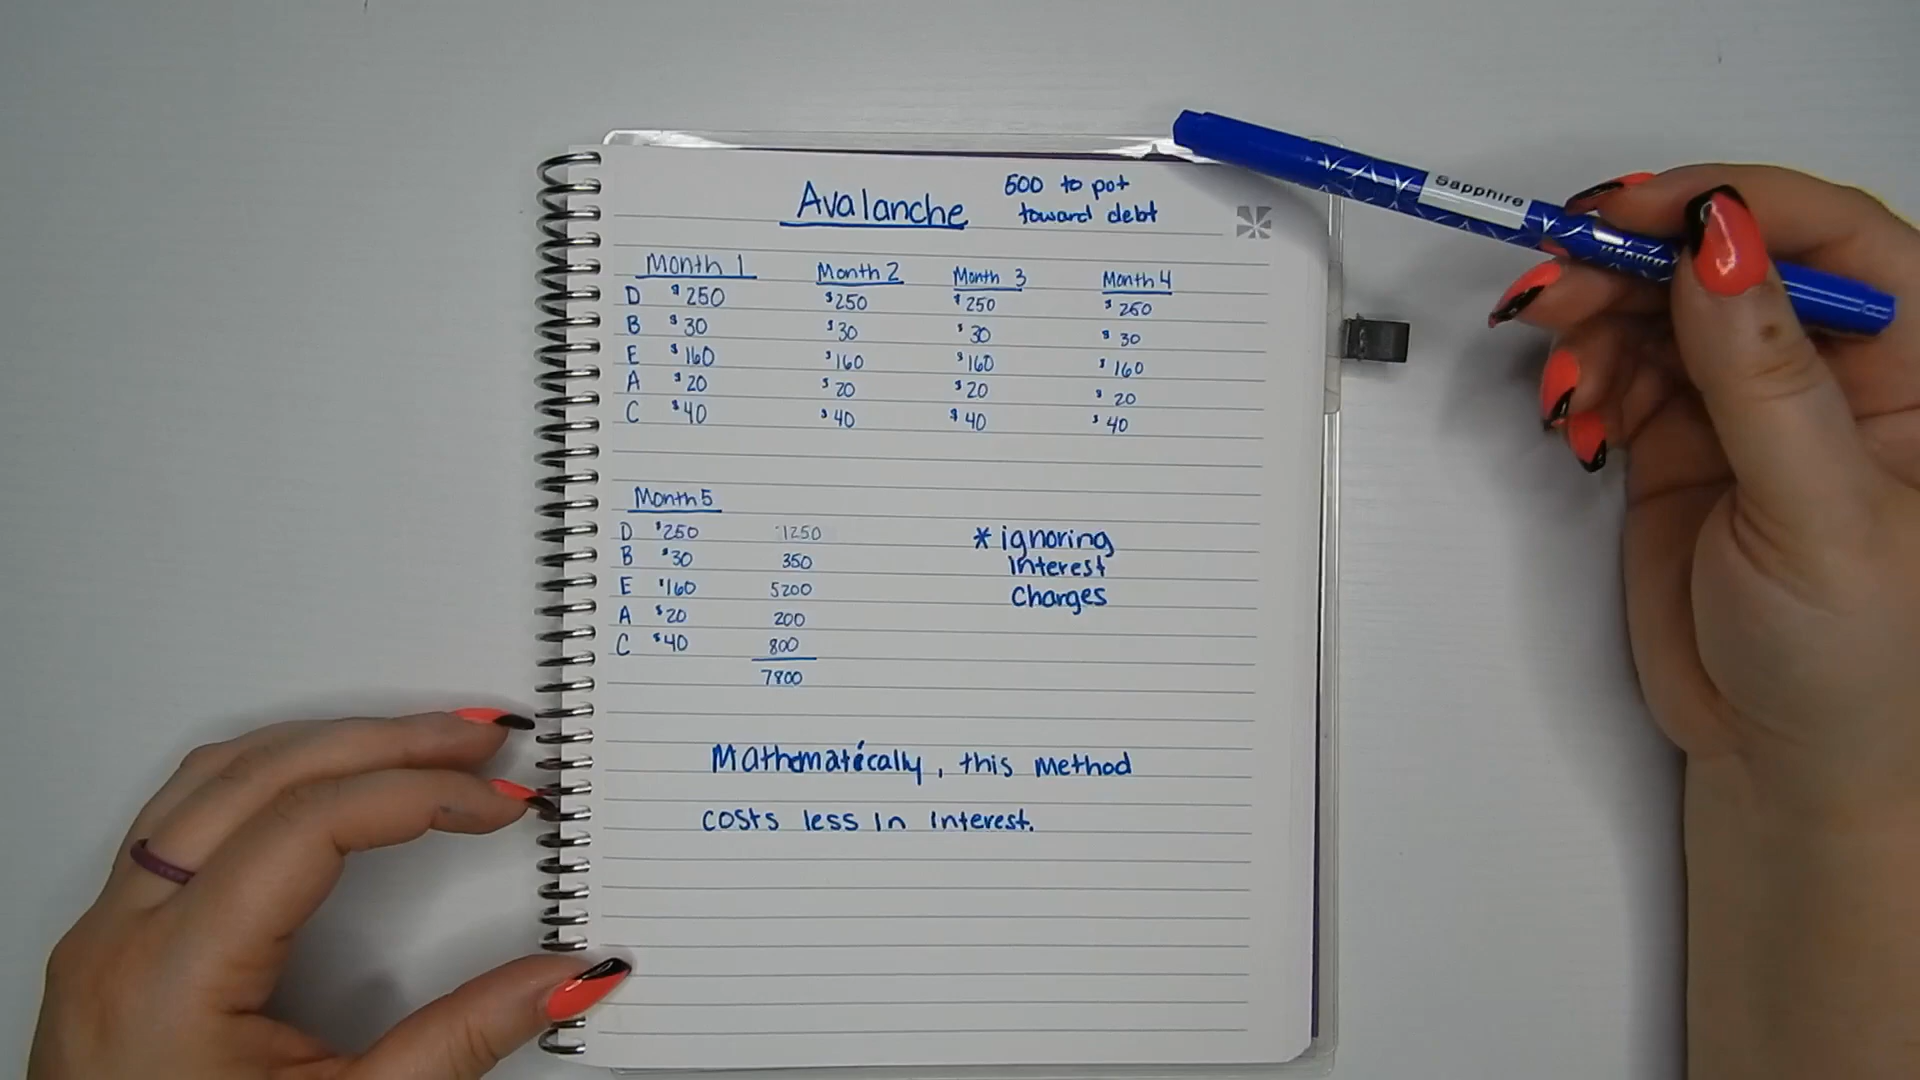 Avalanche
500 to pot
toward debt
Month 1 Month 2 Month 3 Month 4
D $250 $250 $250 $250
B $30 $30 $30 $30
E $160 $160 $160 $160
A $20 $20 $20 $20
C $40 $40 $40 $40
Month 5
D $250 1250
B $30 350
E $160 5200
A $20 200
C $40 800
7800
* ignoring
interest
charges
Mathematically, this method
costs less in interest.
Sapphire